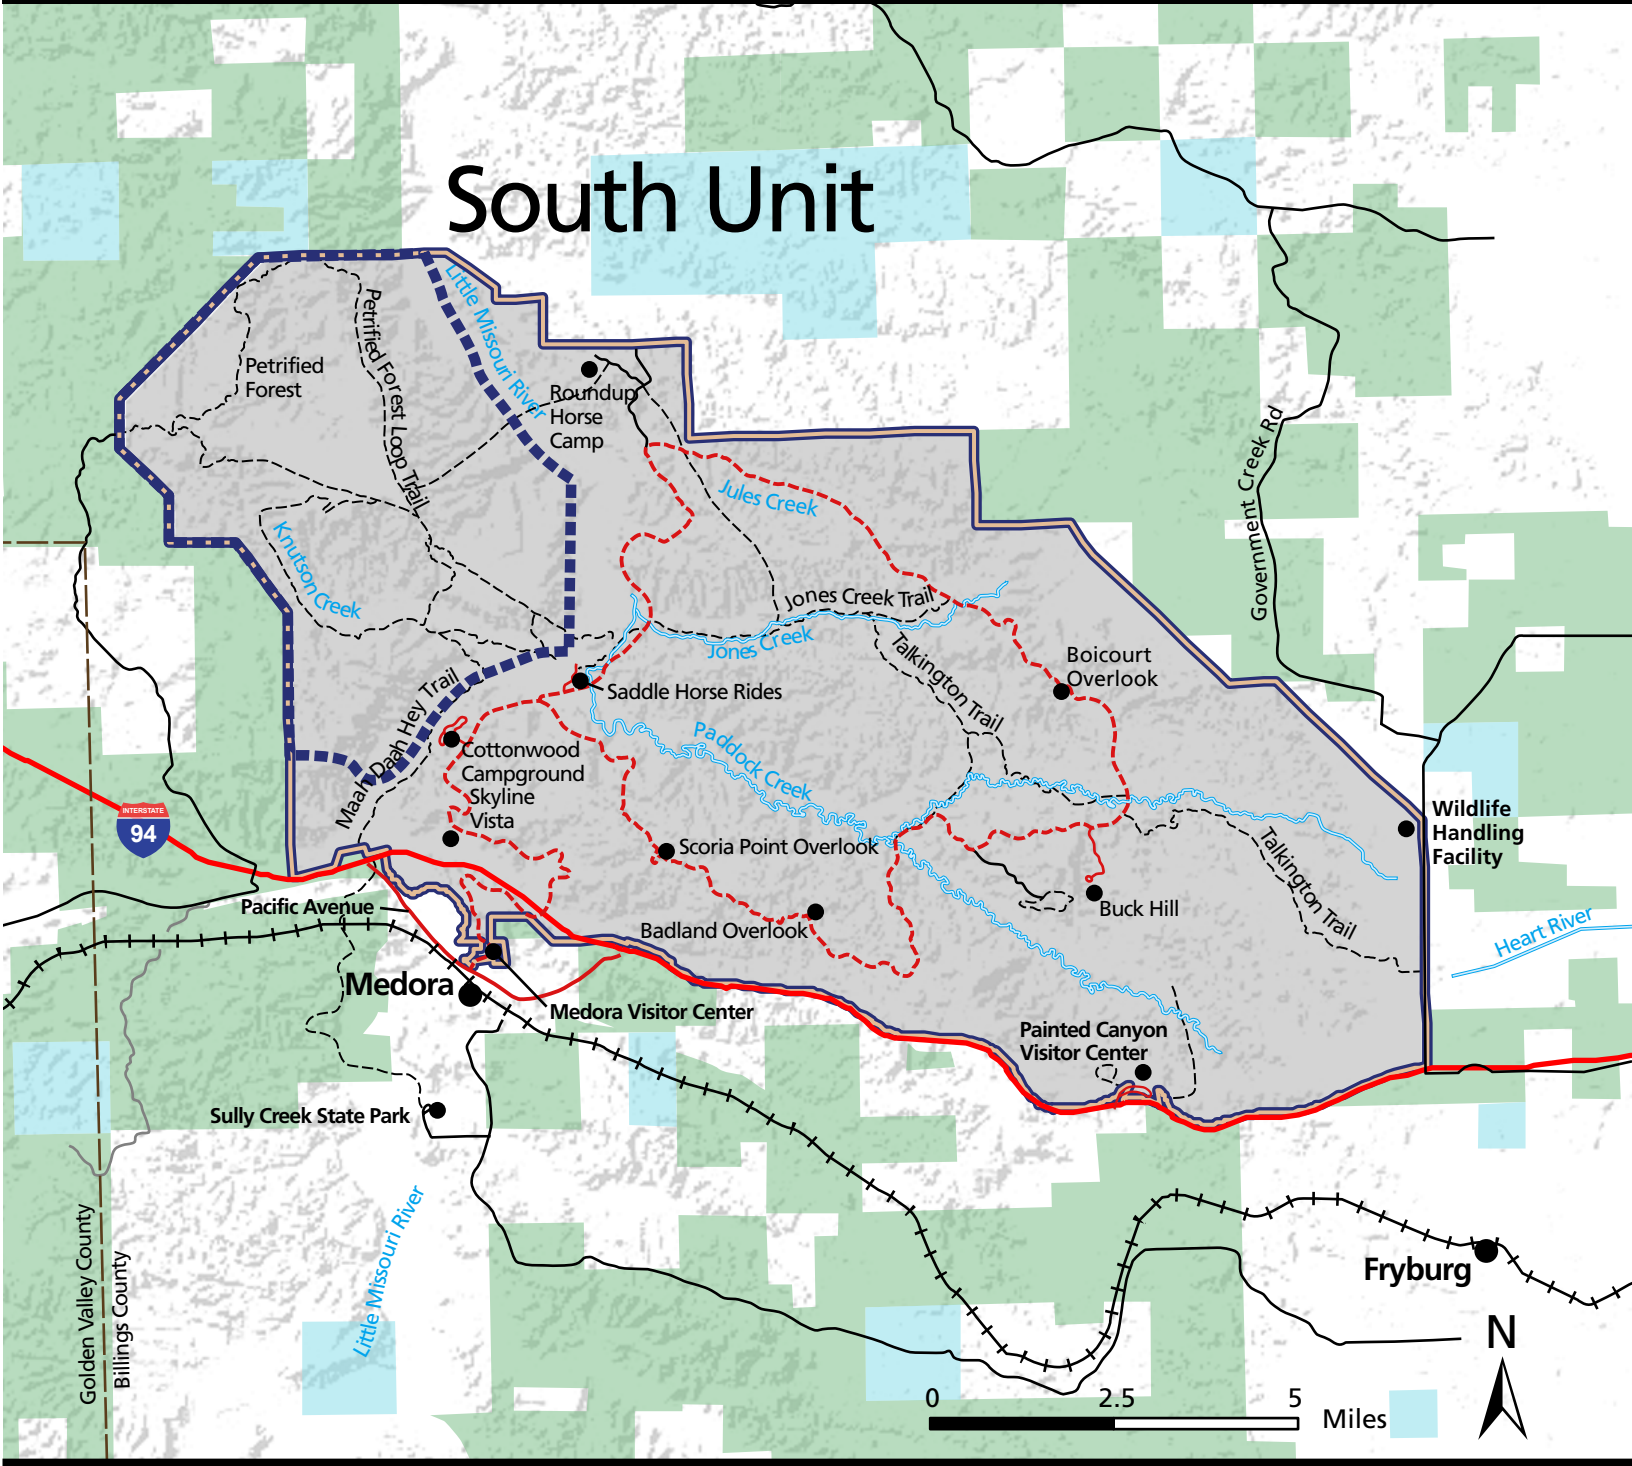 South Unit
Little Missouri River
Petrified Forest Loop Trail
Petrified
Forest
Roundup
Horse
Camp
Jules Creek
Government Creek Rd
Knutson Creek
Jones Creek Trail
Jones Creek
Talkington Trail
Boicourt
Overlook
Saddle Horse Rides
Maah Daah Hey Trail
Paddock Creek
Cottonwood
Campground
Skyline
Vista
INTERSTATE
94
Wildlife
Handling
Facility
Scoria Point Overlook
Talkington Trail
Buck Hill
Pacific Avenue
Badland Overlook
Heart River
Medora
Medora Visitor Center
Painted Canyon
Visitor Center
Sully Creek State Park
Little Missouri River
Golden Valley County
Billings County
Fryburg
N
0 2.5 5
Miles